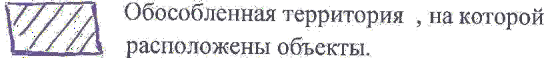 Обособленная территория , на которой
расположены объекты.